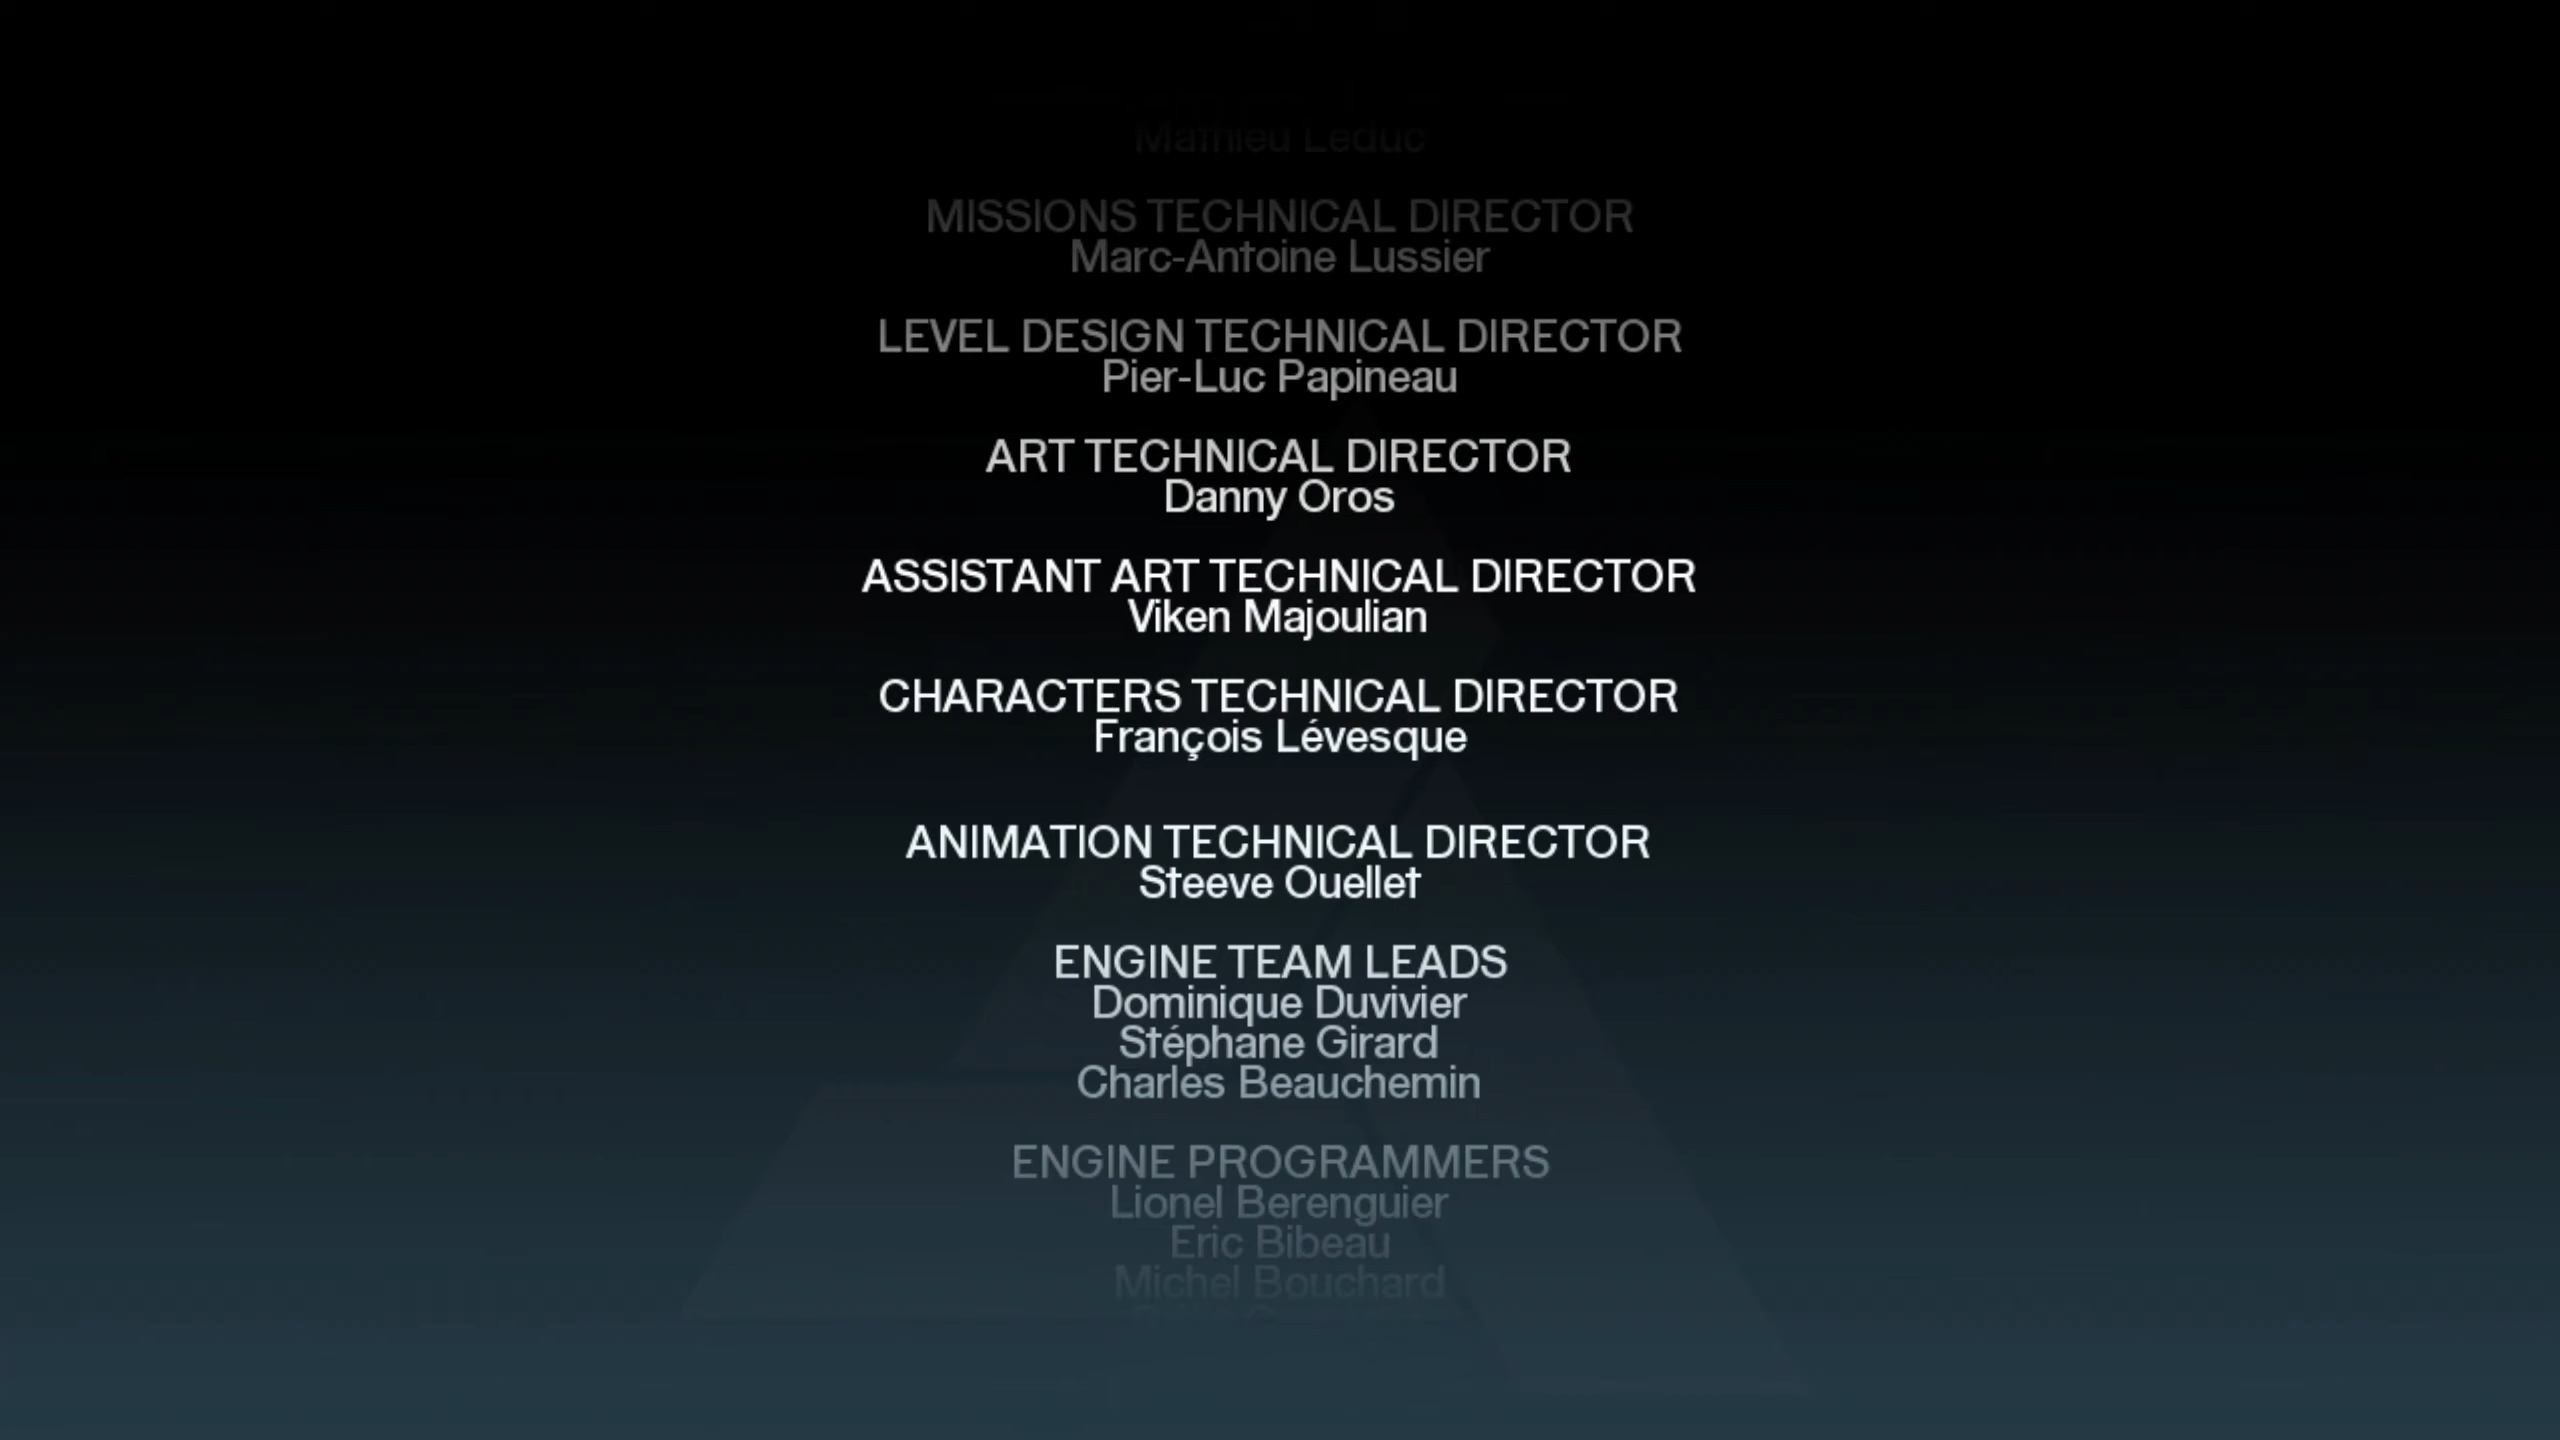 Mathieu Leduc
MISSIONS TECHNICAL DIRECTOR
Marc-Antoine Lussier
LEVEL DESIGN TECHNICAL DIRECTOR
Pier-Luc Papineau
ART TECHNICAL DIRECTOR
Danny Oros
ASSISTANT ART TECHNICAL DIRECTOR
Viken Majoulian
CHARACTERS TECHNICAL DIRECTOR
François Lévesque
ANIMATION TECHNICAL DIRECTOR
Steeve Ouellet
ENGINE TEAM LEADS
Dominique Duvivier
Stéphane Girard
Charles Beauchemin
ENGINE PROGRAMMERS
Lionel Berenguier
Eric Bibeau
Michel Bouchard